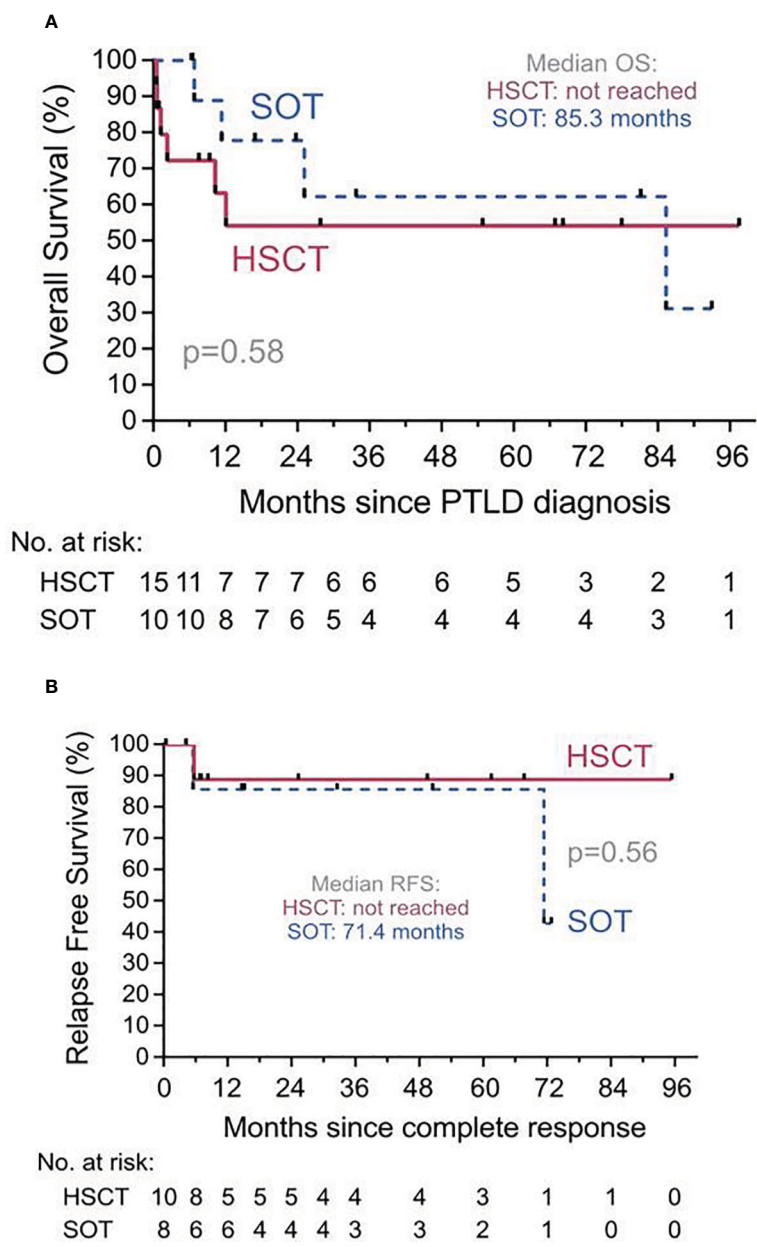 A
Overall Survival (%)
100
90
80
70
60
50
40
30
20
10
0
Median OS:
HSCT: not reached
SOT: 85.3 months
SOT
HSCT
p=0.58
0 12 24 36 48 60 72 84 96
Months since PTLD diagnosis
No. at risk:
HSCT 15 11 7 7 7 6 6 6 5 3 2 1
SOT 10 10 8 7 6 5 4 4 4 4 3 1
B
Relapse Free Survival (%)
100
90
80
70
60
50
40
30
20
10
0
HSCT
p=0.56
Median RFS:
HSCT: not reached
SOT: 71.4 months
SOT
0 12 24 36 48 60 72 84 96
Months since complete response
No. at risk:
HSCT 10 8 5 5 5 4 4 4 3 1 1 0
SOT 8 6 6 4 4 4 3 3 2 1 0 0